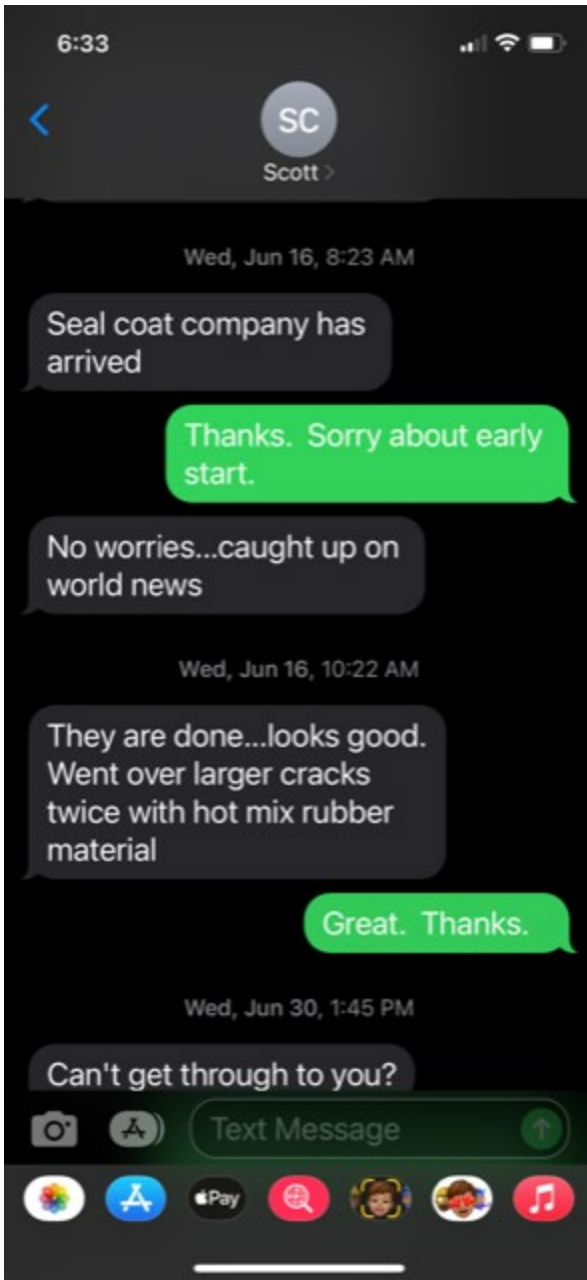 6:33
SC
Scott
Wed, Jun 16, 8:23 AM
Seal coat company has
arrived
Thanks.  Sorry about early
start.
No worries...caught up on
world news
Wed, Jun 16, 10:22 AM
They are done...looks good.
Went over larger cracks
twice with hot mix rubber
material
Great.  Thanks.
Wed, Jun 30, 1:45 PM
Can't get through to you?
Text Message
Pay